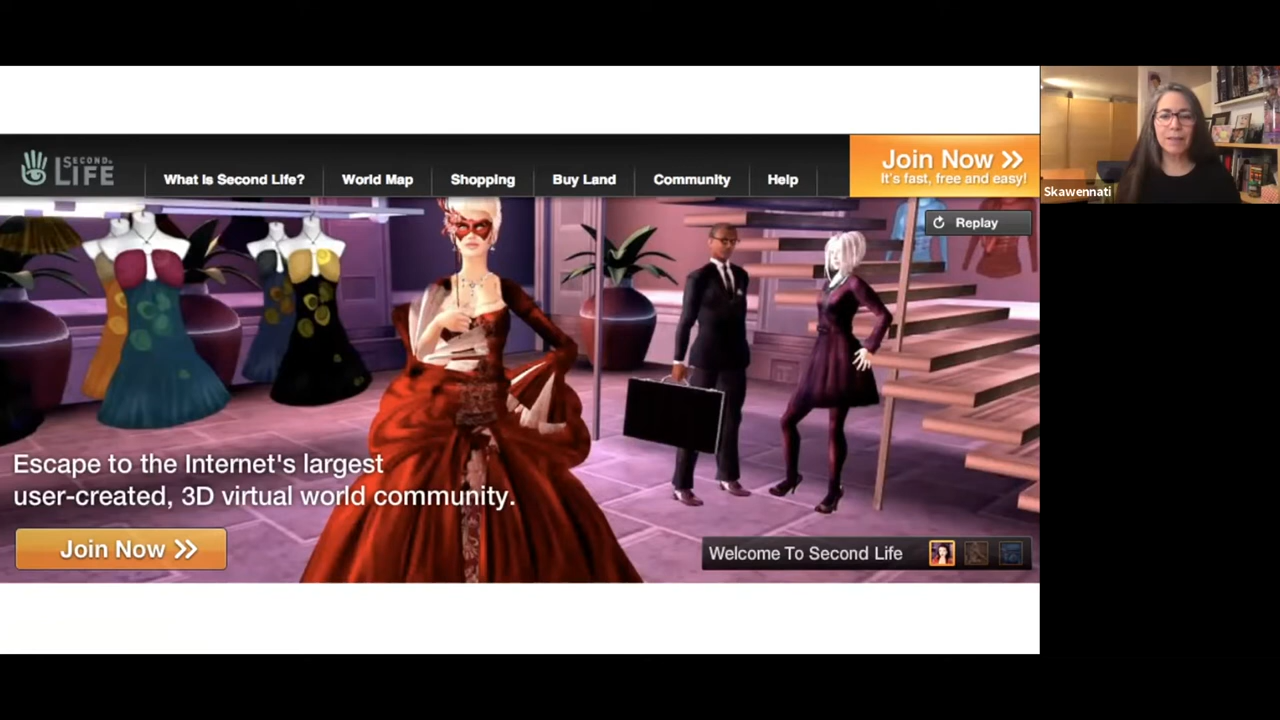 SECOND
LIFE
What is Second Life?
World Map
Shopping
Buy Land
Community
Help
Join Now
It's fast, free and easy!
Replay
Skawennati
Escape to the Internet's largest
user-created, 3D virtual world community.
Join Now
Welcome To Second Life